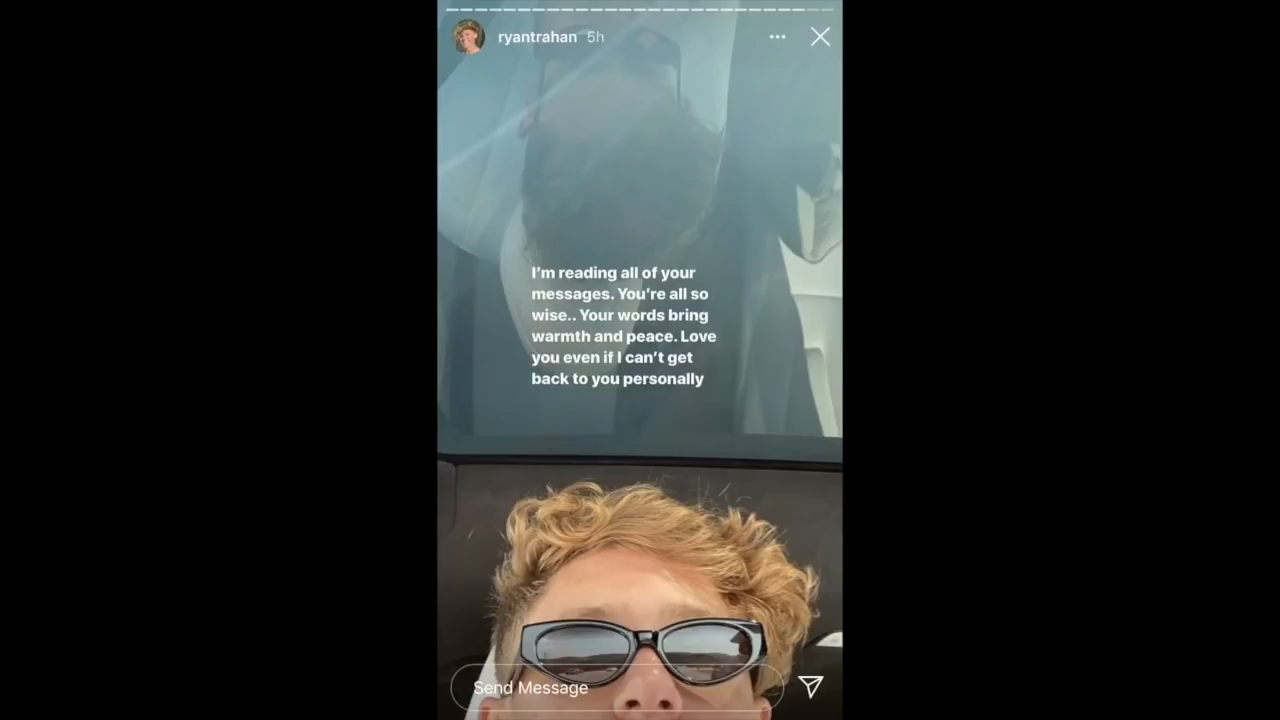 ryantrahan 5h
I'm reading all of your
messages. You're all so
wise.. Your words bring
warmth and peace. Love
you even if I can't get
back to you personally
Send Message